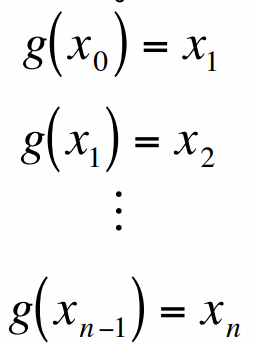 g(x₀) = x₁
g(x₁) = x₂
⋮
g(xₙ₋₁) = xₙ